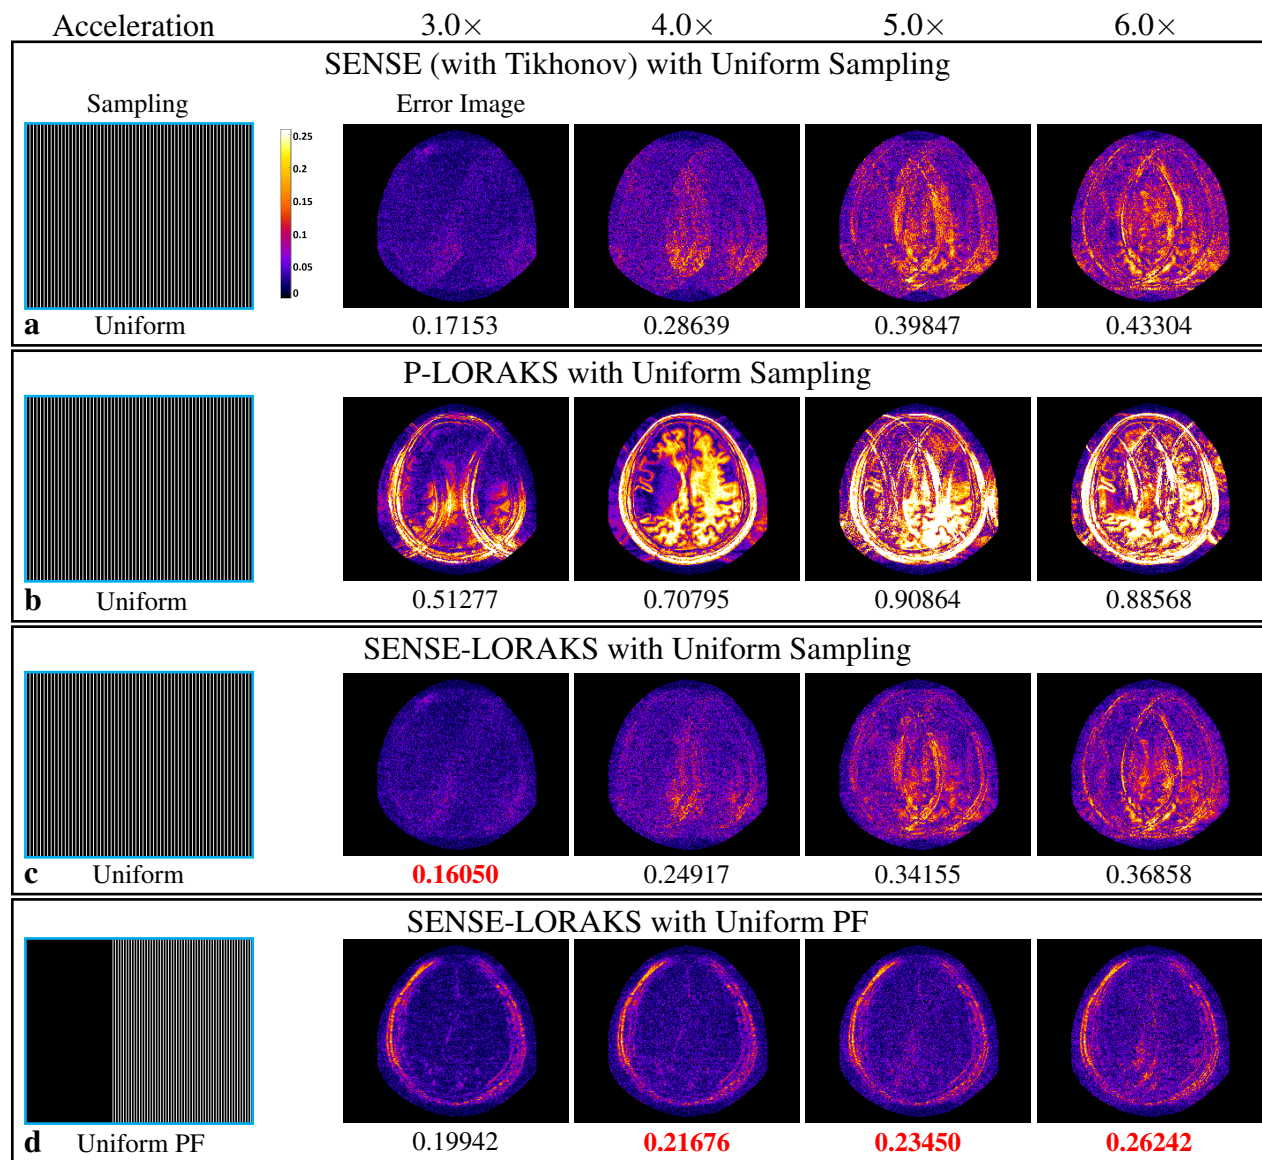 Acceleration 3.0× 4.0× 5.0× 6.0×
SENSE (with Tikhonov) with Uniform Sampling
Sampling Error Image
0.25
0.2
0.15
0.1
0.05
0
a Uniform 0.17153 0.28639 0.39847 0.43304
P-LORAKS with Uniform Sampling
b Uniform 0.51277 0.70795 0.90864 0.88568
SENSE-LORAKS with Uniform Sampling
c Uniform 0.16050 0.24917 0.34155 0.36858
SENSE-LORAKS with Uniform PF
d Uniform PF 0.19942 0.21676 0.23450 0.26242